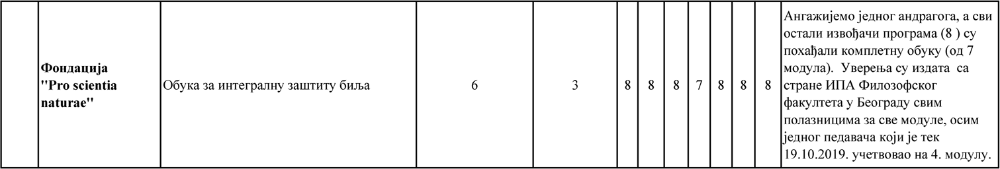 Фондација
"Pro scientia
naturae"
Обука за интегралну заштиту биља
6
3
8
8
8
7
8
8
8
Ангажијемо једног андрагога, а сви
остали извођачи програма (8 ) су
похађали комплетну обуку (од 7
модула). Уверења су издата са
стране ИПА Филозофског
факултета у Београду свим
полазницима за све модуле, осим
једног педавача који је тек
19.10.2019. учетвовао на 4. модулу.